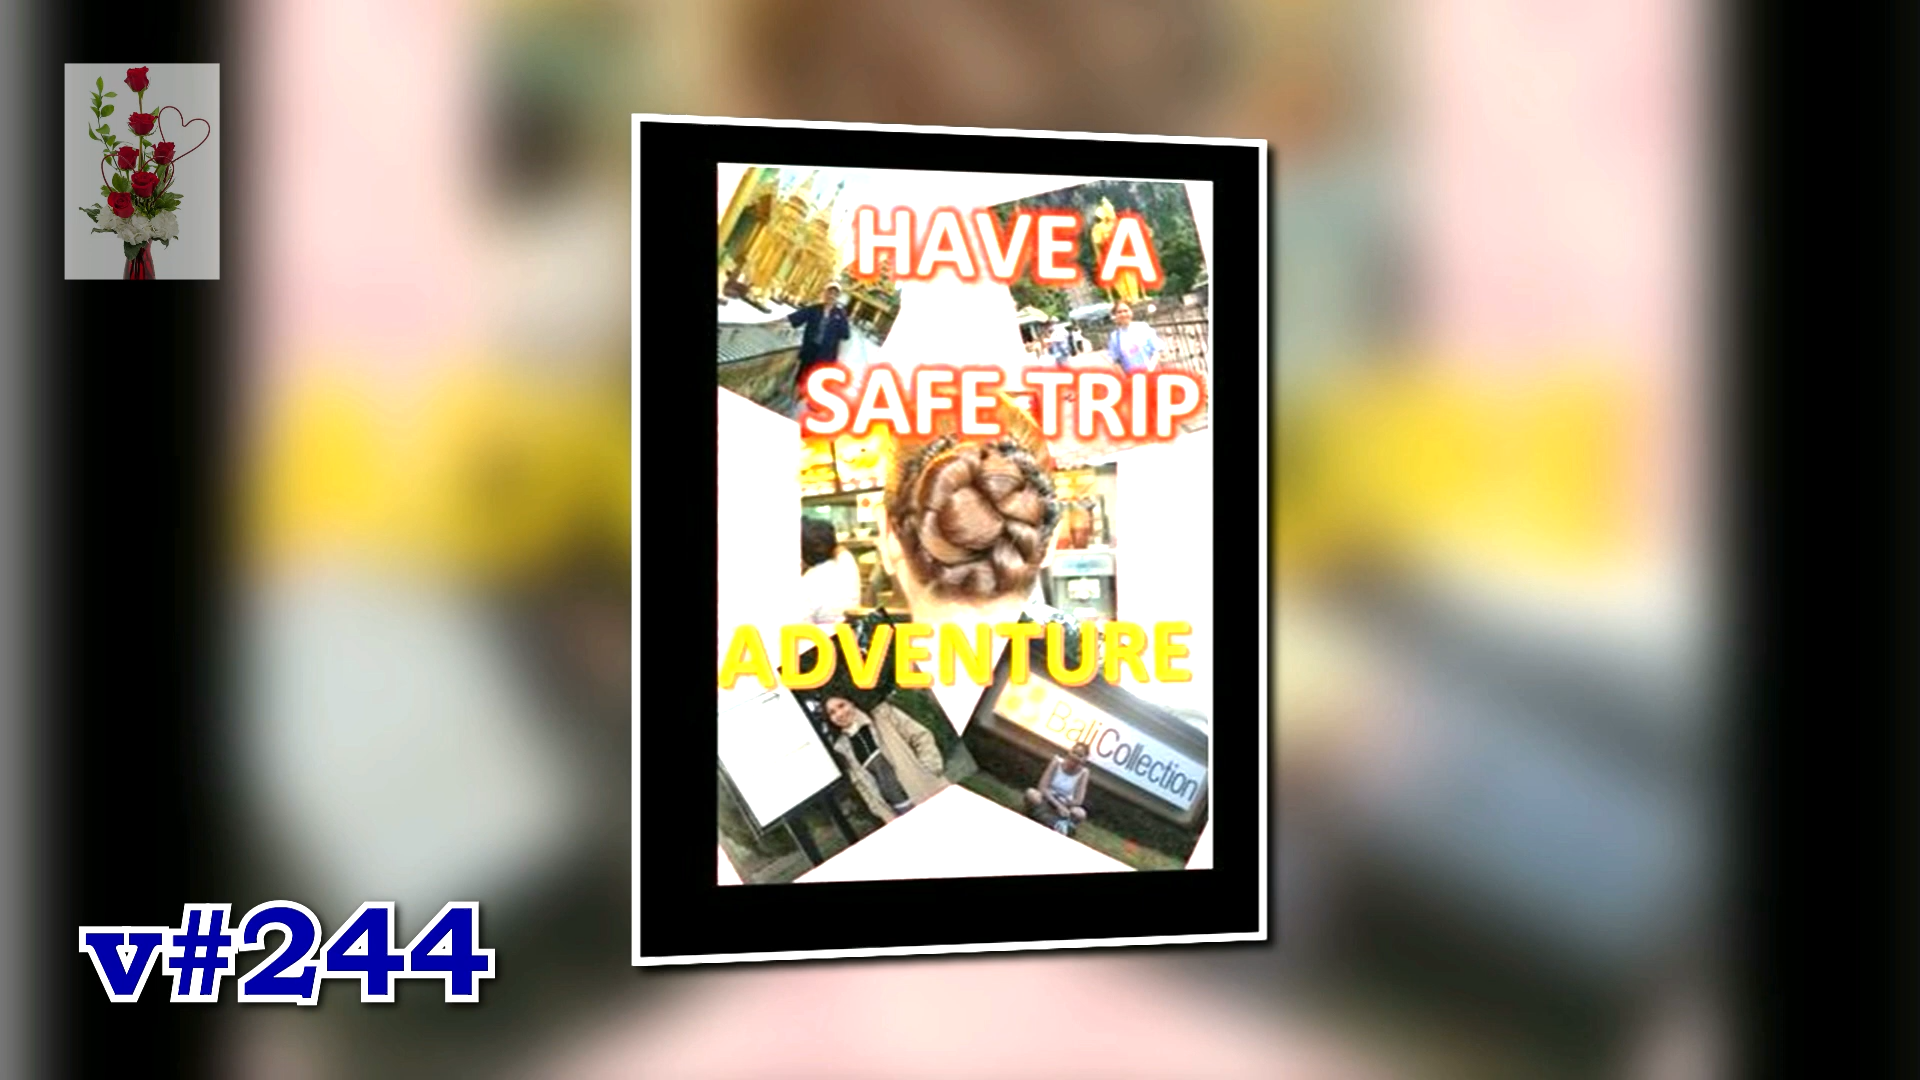 HAVE A
SAFE TRIP
ADVENTURE
BaliCollection
v#244